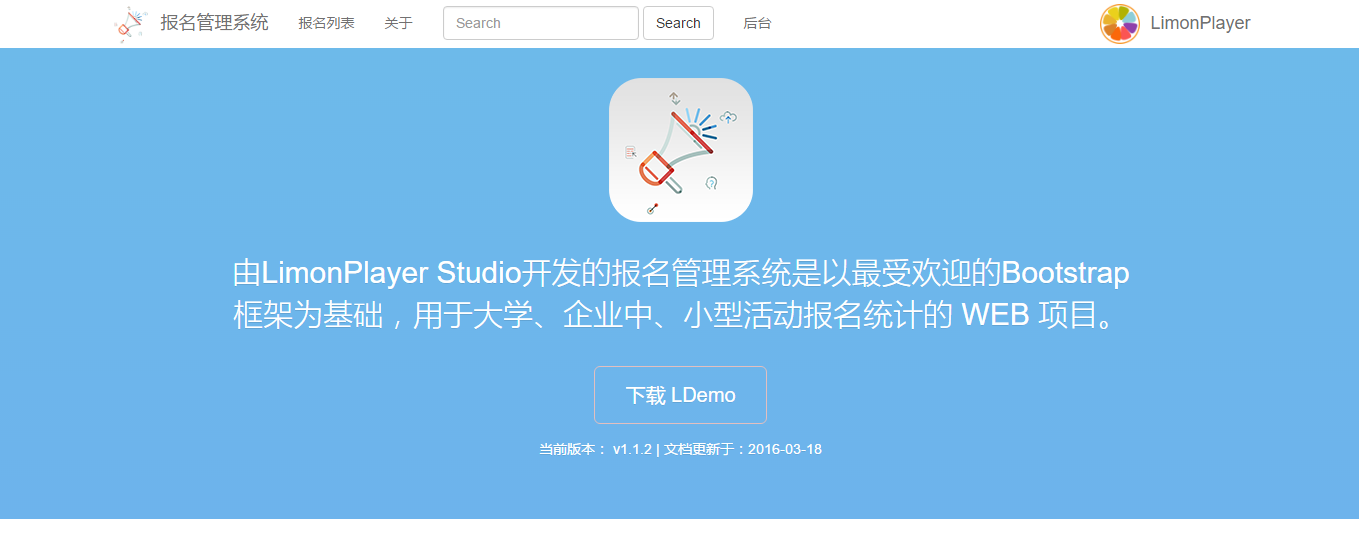 报名管理系统 报名列表 关于 Search Search 后台 LimonPlayer
由LimonPlayer Studio开发的报名管理系统是以最受欢迎的Bootstrap
框架为基础，用于大学、企业中、小型活动报名统计的 WEB 项目。
下载 LDemo
当前版本： v1.1.2 | 文档更新于：2016-03-18